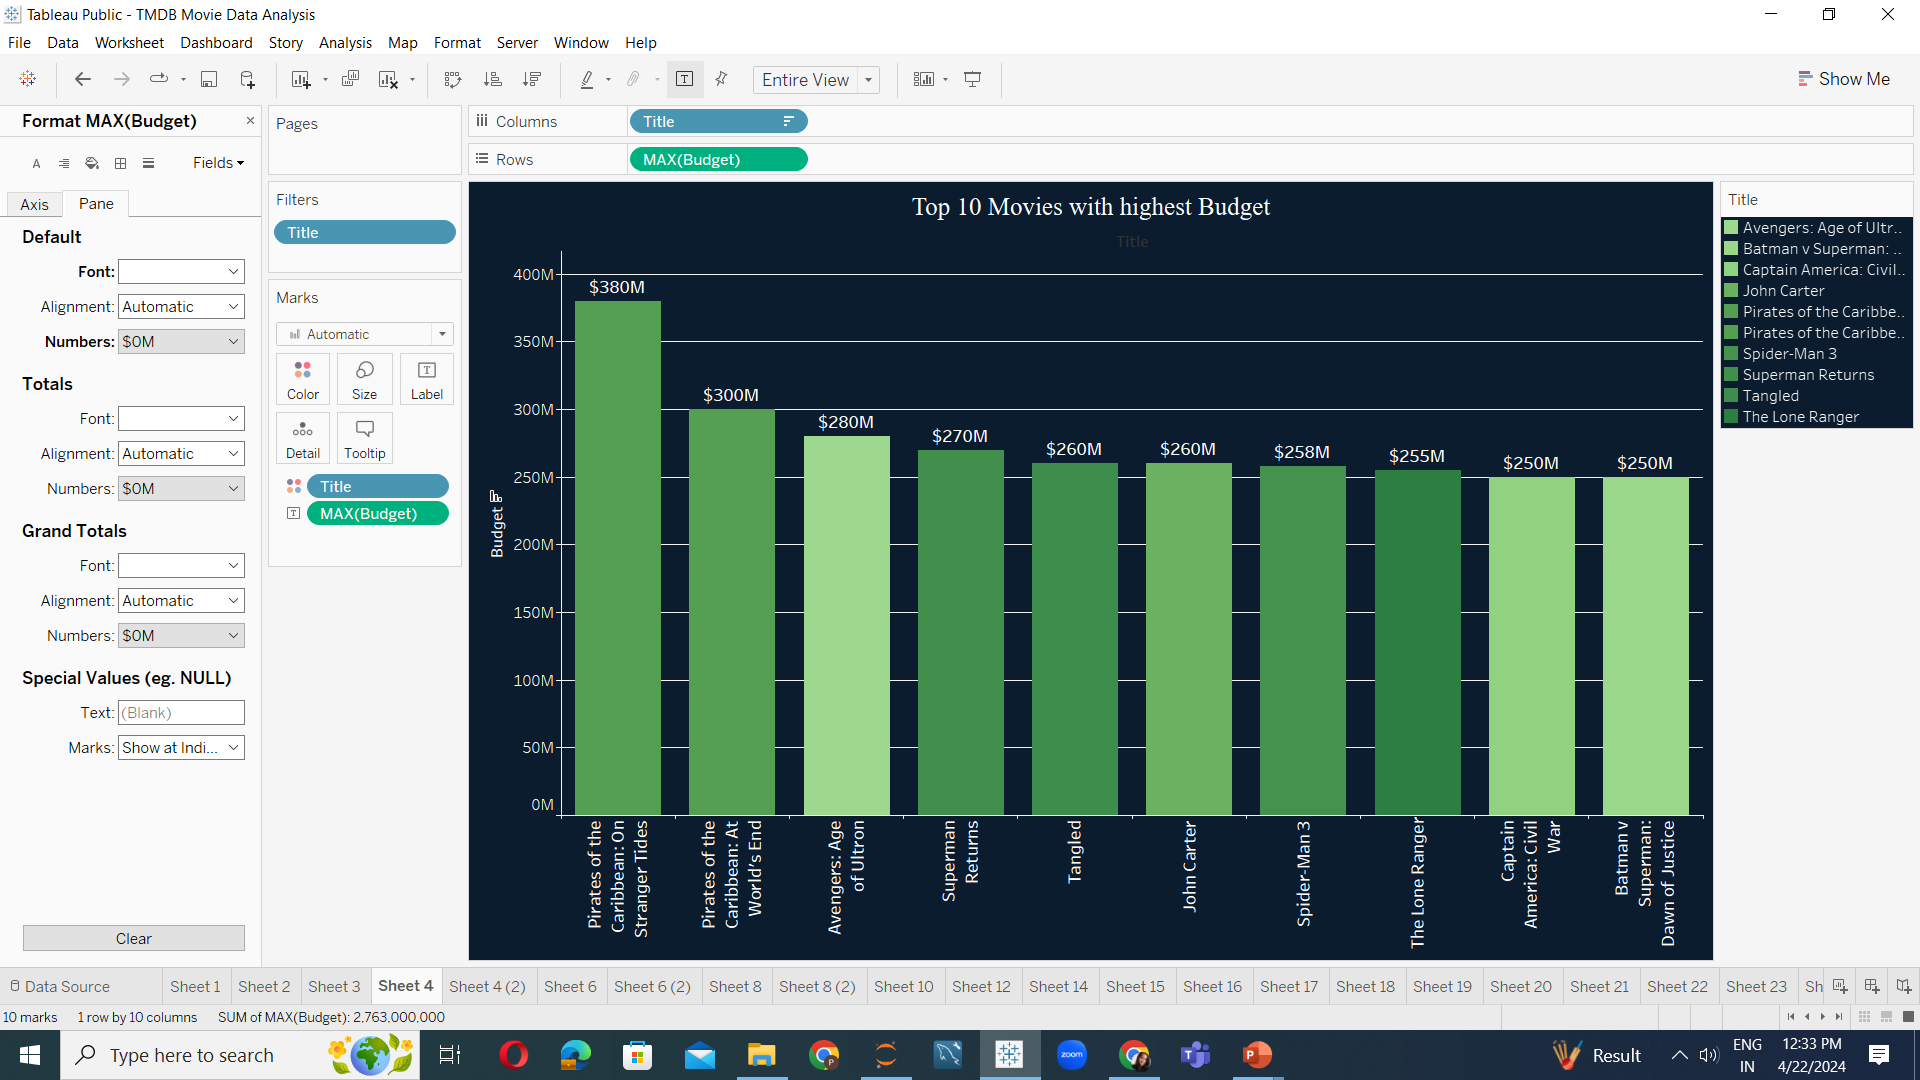 Tableau Public - TMDB Movie Data Analysis
File Data Worksheet Dashboard Story Analysis Map Format Server Window Help
Entire View
Show Me
Format MAX(Budget)
Fields
Axis Pane
Default
Font:
Alignment: Automatic
Numbers: $0M
Totals
Font:
Alignment: Automatic
Numbers: $0M
Grand Totals
Font:
Alignment: Automatic
Numbers: $0M
Special Values (eg. NULL)
Text: (Blank)
Marks: Show at Indi...
Clear
Pages
Filters
Title
Marks
Automatic
Color Size Label
Detail Tooltip
Title
MAX(Budget)
Columns Title
Rows MAX(Budget)
Top 10 Movies with highest Budget
Title
Budget
400M
350M
300M
250M
200M
150M
100M
50M
0M
$380M
$300M
$280M
$270M
$260M
$260M
$258M
$255M
$250M
$250M
Pirates of the
Caribbean: On
Stranger Tides
Pirates of the
Caribbean: At
World's End
Avengers: Age
of Ultron
Superman
Returns
Tangled
John Carter
Spider-Man 3
The Lone Ranger
Captain
America: Civil
War
Batman v
Superman:
Dawn of Justice
Title
Avengers: Age of Ultr..
Batman v Superman: ..
Captain America: Civil..
John Carter
Pirates of the Caribbe..
Pirates of the Caribbe..
Spider-Man 3
Superman Returns
Tangled
The Lone Ranger
Data Source Sheet 1 Sheet 2 Sheet 3 Sheet 4 Sheet 4 (2) Sheet 6 Sheet 6 (2) Sheet 8 Sheet 8 (2) Sheet 10 Sheet 12 Sheet 14 Sheet 15 Sheet 16 Sheet 17 Sheet 18 Sheet 19 Sheet 20 Sheet 21 Sheet 22 Sheet 23 Sh
10 marks 1 row by 10 columns SUM of MAX(Budget): 2,763,000,000
Type here to search
zoom
Result
ENG
IN
12:33 PM
4/22/2024